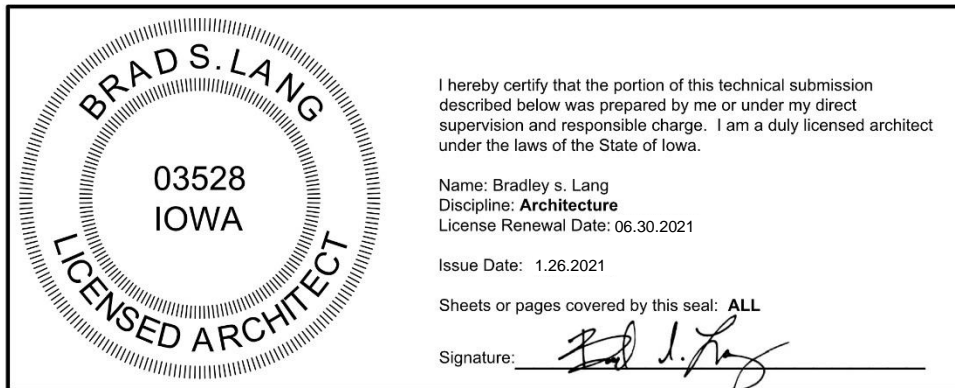 BRAD S. LANG
03528
IOWA
LICENSED ARCHITECT
I hereby certify that the portion of this technical submission
described below was prepared by me or under my direct
supervision and responsible charge. I am a duly licensed architect
under the laws of the State of Iowa.
Name: Bradley s. Lang
Discipline: Architecture
License Renewal Date: 06.30.2021
Issue Date: 1.26.2021
Sheets or pages covered by this seal: ALL
Signature: Brad S. Lang